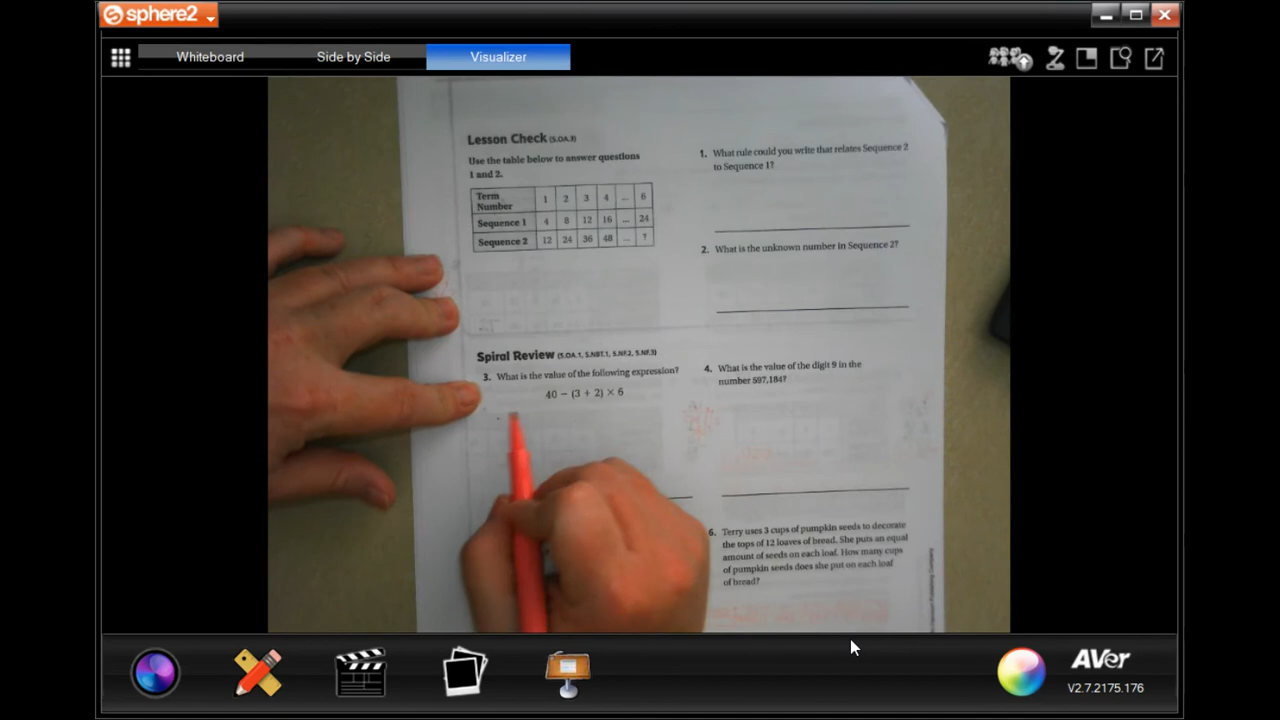 sphere2
Whiteboard
Side by Side
Visualizer
Lesson Check (5.OA.3)
Use the table below to answer questions
1 and 2.
Term
Number 1 2 3 4 ... 6
Sequence 1 4 8 12 16 ... 24
Sequence 2 12 24 36 48 ... ?
1. What rule could you write that relates Sequence 2
to Sequence 1?
2. What is the unknown number in Sequence 2?
Spiral Review (5.OA.1, 5.NBT.1, 5.NF.2, 5.NF.3)
3. What is the value of the following expression?
40 − (3 + 2) × 6
4. What is the value of the digit 9 in the
number 597,184?
6. Terry uses 3 cups of pumpkin seeds to decorate
the tops of 12 loaves of bread. She puts an equal
amount of seeds on each loaf. How many cups
of pumpkin seeds does she put on each loaf
of bread?
AVer
V2.7.2175.176